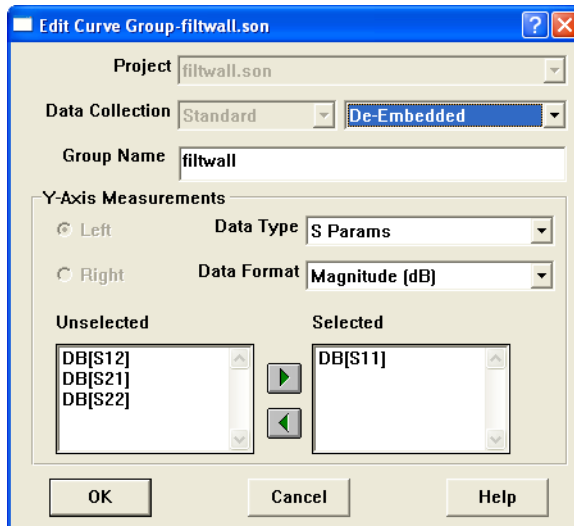 Edit Curve Group-filtwall.son
Project filtwall.son
Data Collection Standard De-Embedded
Group Name filtwall
Y-Axis Measurements
Left Data Type S Params
Right Data Format Magnitude (dB)
Unselected Selected
DB[S12] DB[S11]
DB[S21]
DB[S22]
OK Cancel Help